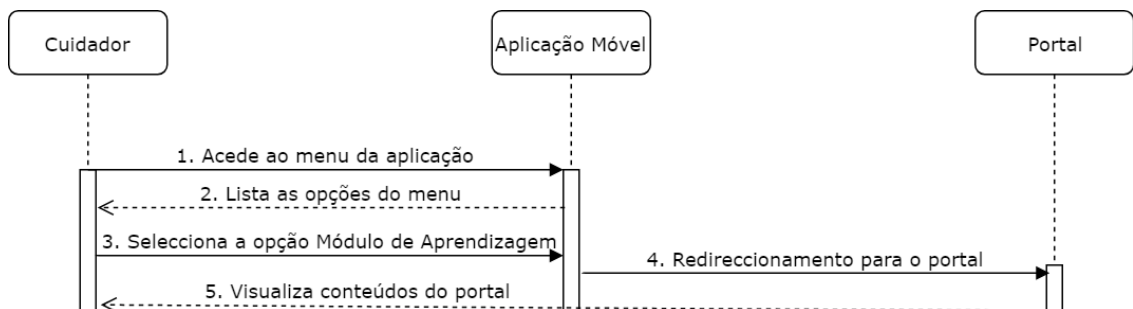 Cuidador
Aplicação Móvel
Portal
1. Acede ao menu da aplicação
2. Lista as opções do menu
3. Selecciona a opção Módulo de Aprendizagem
4. Redireccionamento para o portal
5. Visualiza conteúdos do portal